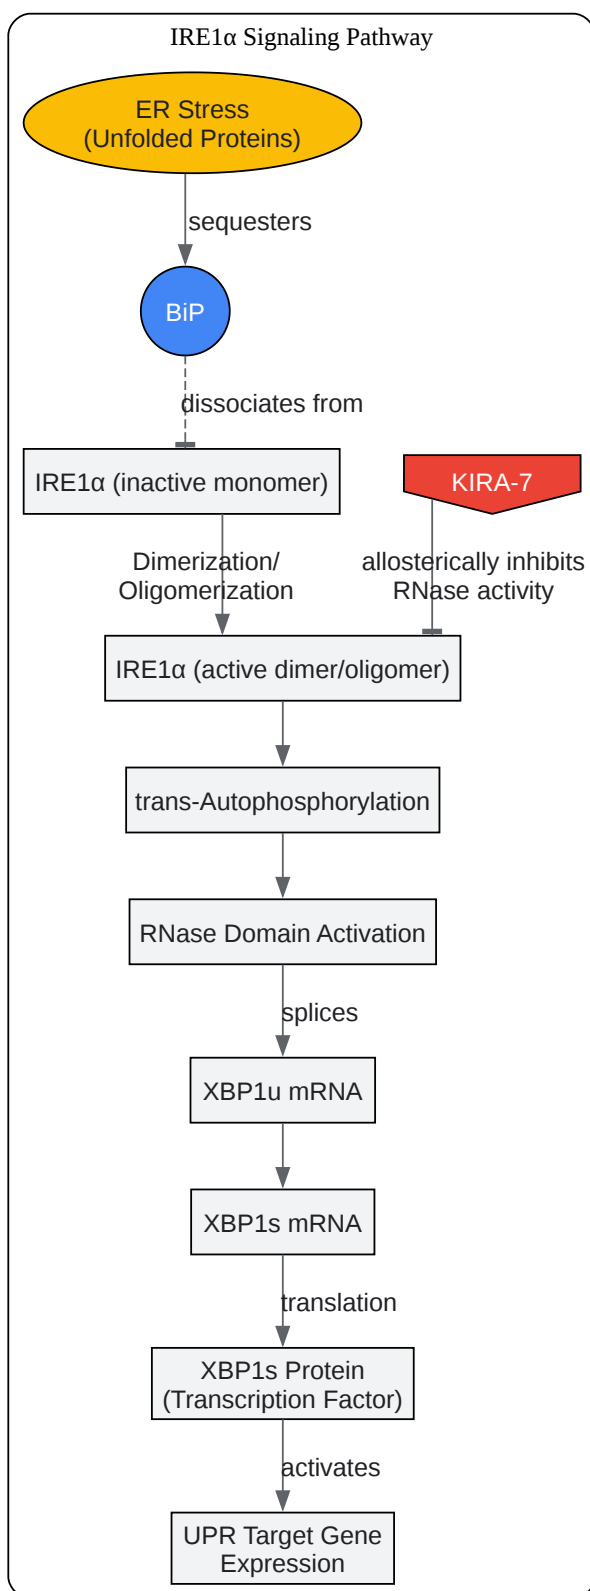 IRE1α Signaling Pathway
ER Stress
(Unfolded Proteins)
sequesters
BiP
dissociates from
IRE1α (inactive monomer)
KIRA-7
Dimerization/
Oligomerization
allosterically inhibits
RNase activity
IRE1α (active dimer/oligomer)
trans-Autophosphorylation
RNase Domain Activation
splices
XBP1u mRNA
XBP1s mRNA
translation
XBP1s Protein
(Transcription Factor)
activates
UPR Target Gene
Expression